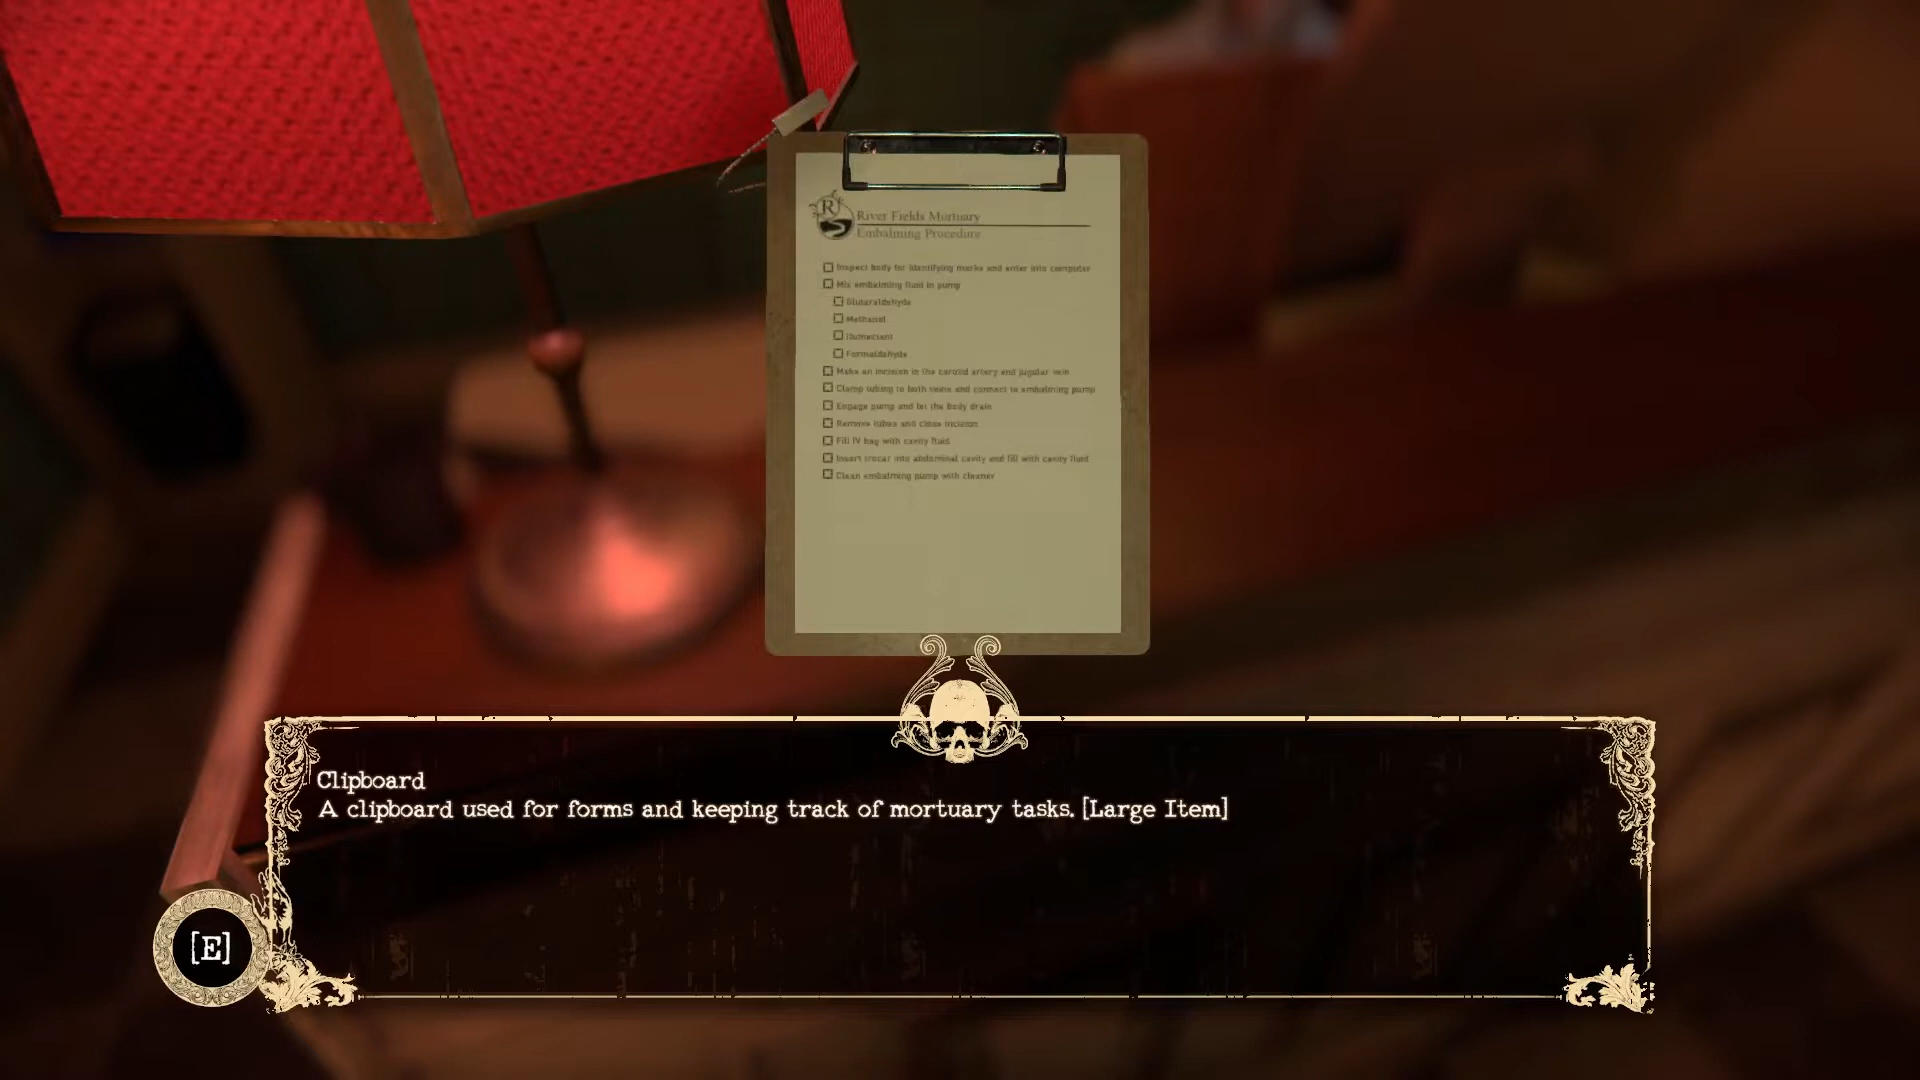 R
River Fields Mortuary
Embalming Procedure
Inspect body for identifying marks and enter into computer
Mix embalming fluid in pump
Glutaraldehyde
Methanol
Humectant
Formaldehyde
Make an incision in the carotid artery and jugular vein
Clamp tubing to both veins and connect to embalming pump
Engage pump and let the body drain
Remove tubes and close incision
Fill IV bag with cavity fluid
Insert trocar into abdominal cavity and fill with cavity fluid
Clean embalming pump with cleaner
Clipboard
A clipboard used for forms and keeping track of mortuary tasks. [Large Item]
[E]